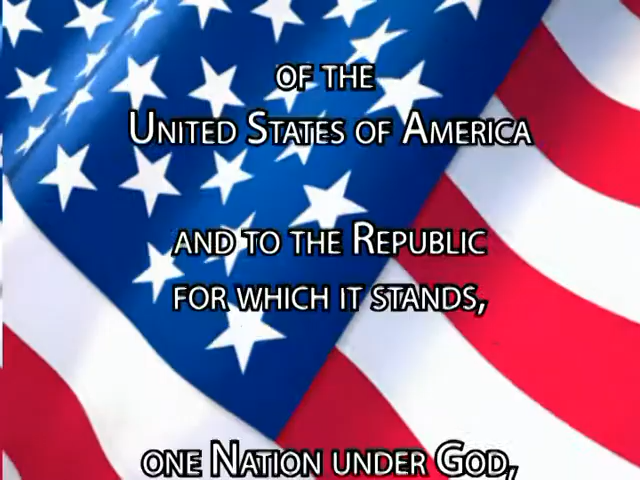 of the
United States of America
and to the Republic
for which it stands,
one Nation under God,